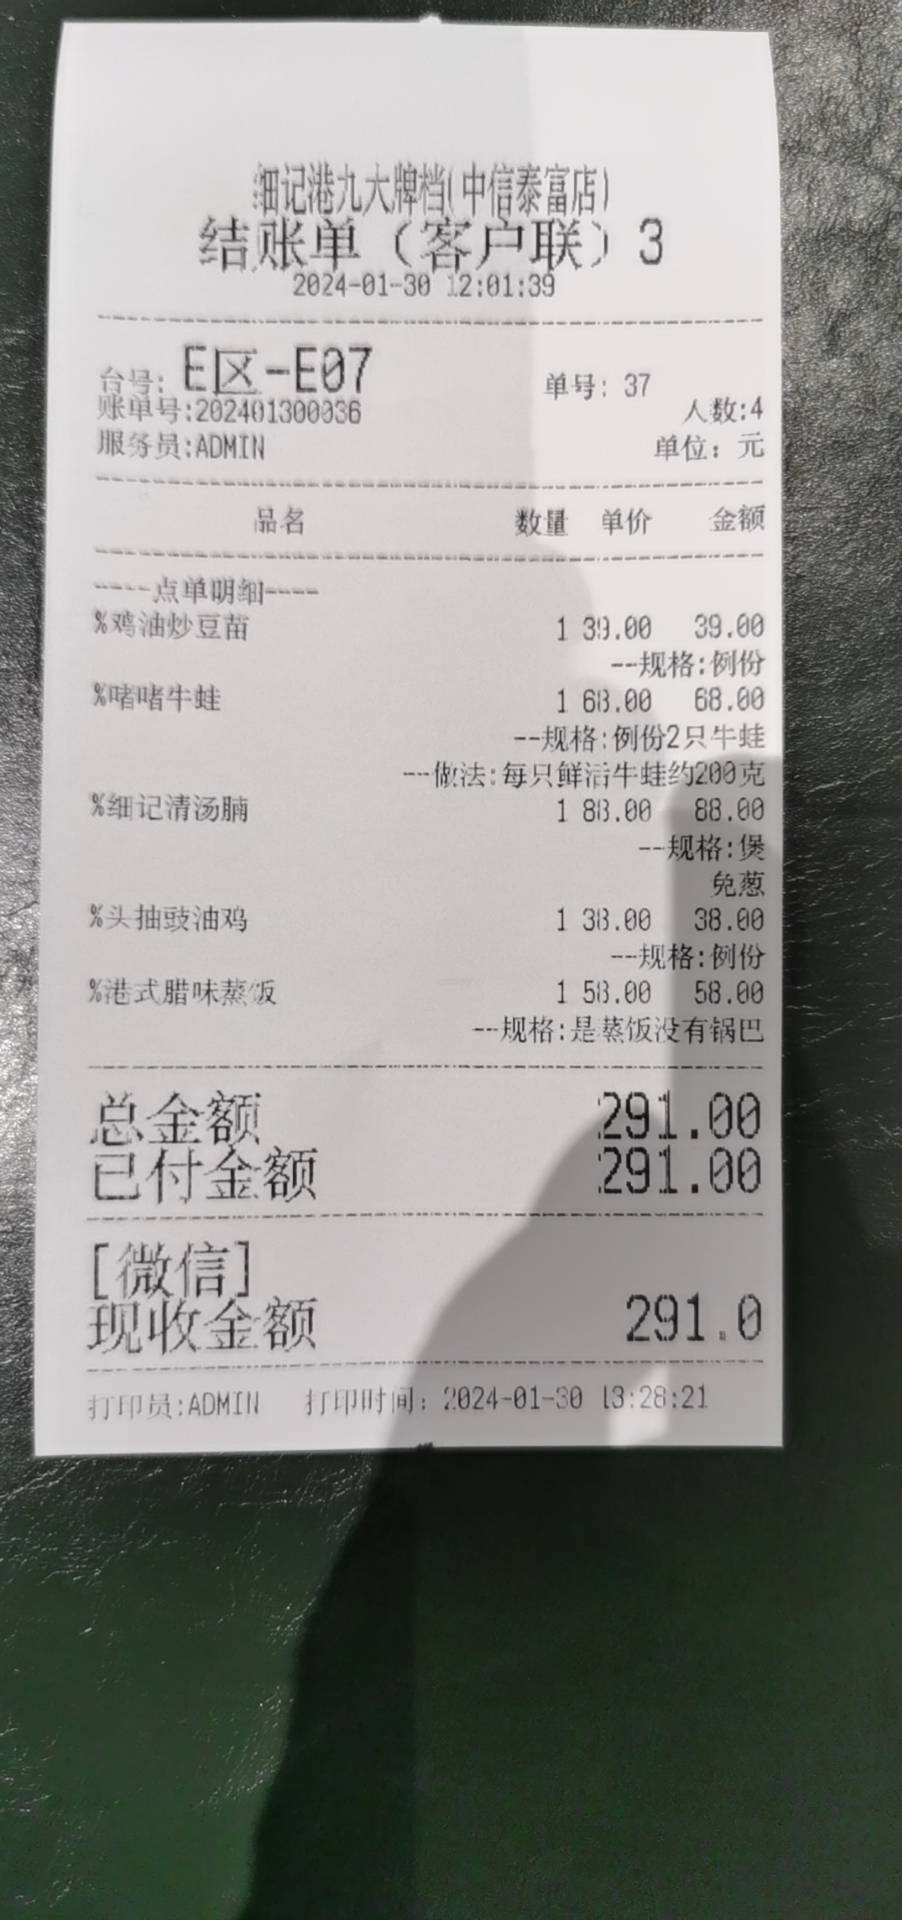 细记港九大牌档(中信泰富店)
结账单（客户联）3
2024-01-30 12:01:39
台号: E区-E07 单号: 37
账单号:202401300036 人数:4
服务员:ADMIN 单位: 元
品名 数量 单价 金额
-----点单明细----
%鸡油炒豆苗 1 39.00 39.00
--规格:例份
%啫啫牛蛙 1 68.00 68.00
--规格:例份2只牛蛙
---做法:每只鲜活牛蛙约200克
%细记清汤腩 1 88.00 88.00
--规格:煲
免葱
%头抽豉油鸡 1 38.00 38.00
--规格:例份
%港式腊味蒸饭 1 58.00 58.00
--规格:是蒸饭没有锅巴
总金额 291.00
已付金额 291.00
[微信]
现收金额 291.0
打印员:ADMIN 打印时间: 2024-01-30 13:28:21